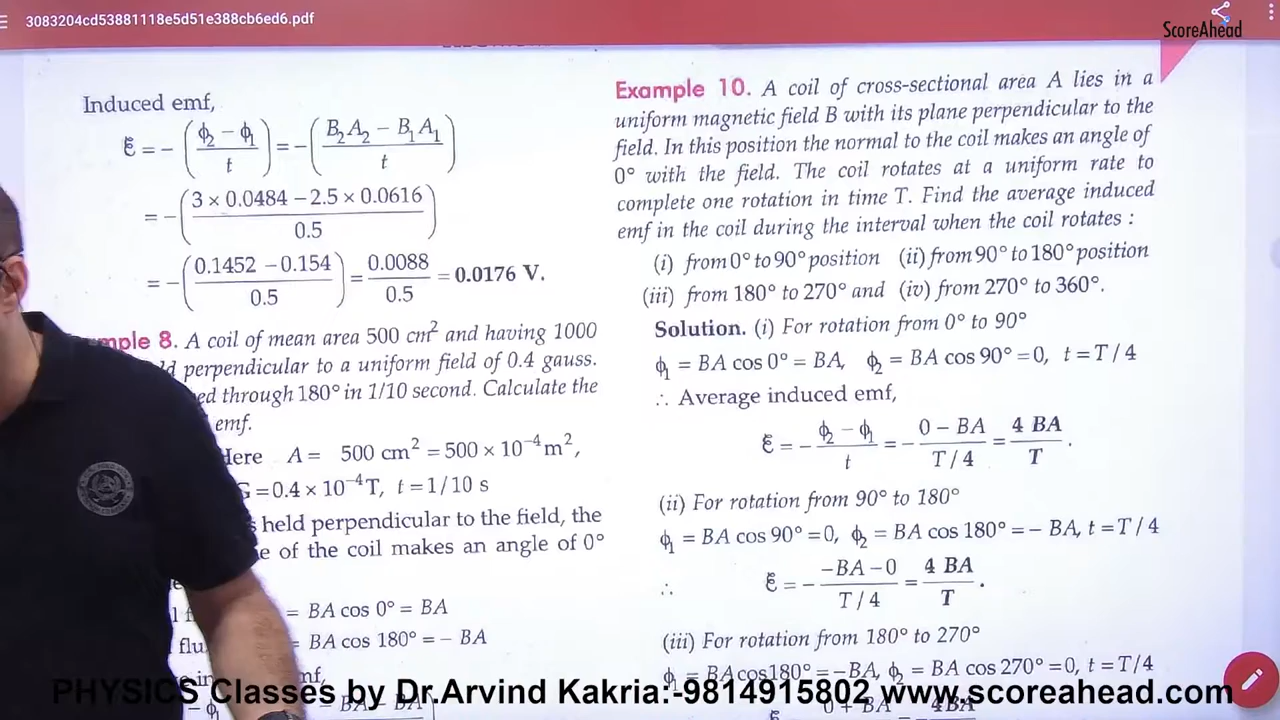 3083204cd53881118e5d51e388cb6ed6.pdf
ScoreAhead
Induced emf,
ℰ = − ( (ϕ₂ − ϕ₁) / t ) = − ( (B₂A₂ − B₁A₁) / t )
= − ( (3 × 0.0484 − 2.5 × 0.0616) / 0.5 )
= − ( (0.1452 − 0.154) / 0.5 ) = 0.0088 / 0.5 = 0.0176 V.
mple 8. A coil of mean area 500 cm² and having 1000
perpendicular to a uniform field of 0.4 gauss.
ed through 180° in 1/10 second. Calculate the
emf.
Here A = 500 cm² = 500 × 10⁻⁴ m²,
G = 0.4 × 10⁻⁴ T, t = 1/10 s
s held perpendicular to the field, the
e of the coil makes an angle of 0°
= BA cos 0° = BA
flu = BA cos 180° = − BA
Example 10. A coil of cross-sectional area A lies in a
uniform magnetic field B with its plane perpendicular to the
field. In this position the normal to the coil makes an angle of
0° with the field. The coil rotates at a uniform rate to
complete one rotation in time T. Find the average induced
emf in the coil during the interval when the coil rotates :
(i) from 0° to 90° position (ii) from 90° to 180° position
(iii) from 180° to 270° and (iv) from 270° to 360°.
Solution. (i) For rotation from 0° to 90°
ϕ₁ = BA cos 0° = BA, ϕ₂ = BA cos 90° = 0, t = T / 4
∴ Average induced emf,
ℰ = − (ϕ₂ − ϕ₁) / t = − (0 − BA) / (T / 4) = 4 BA / T .
(ii) For rotation from 90° to 180°
ϕ₁ = BA cos 90° = 0, ϕ₂ = BA cos 180° = − BA, t = T / 4
∴ ℰ = − (−BA − 0) / (T / 4) = 4 BA / T .
(iii) For rotation from 180° to 270°
ϕ₁ = BA cos 180° = −BA, ϕ₂ = BA cos 270° = 0, t = T/4
PHYSICS Classes by Dr.Arvind Kakria:-9814915802 www.scoreahead.com